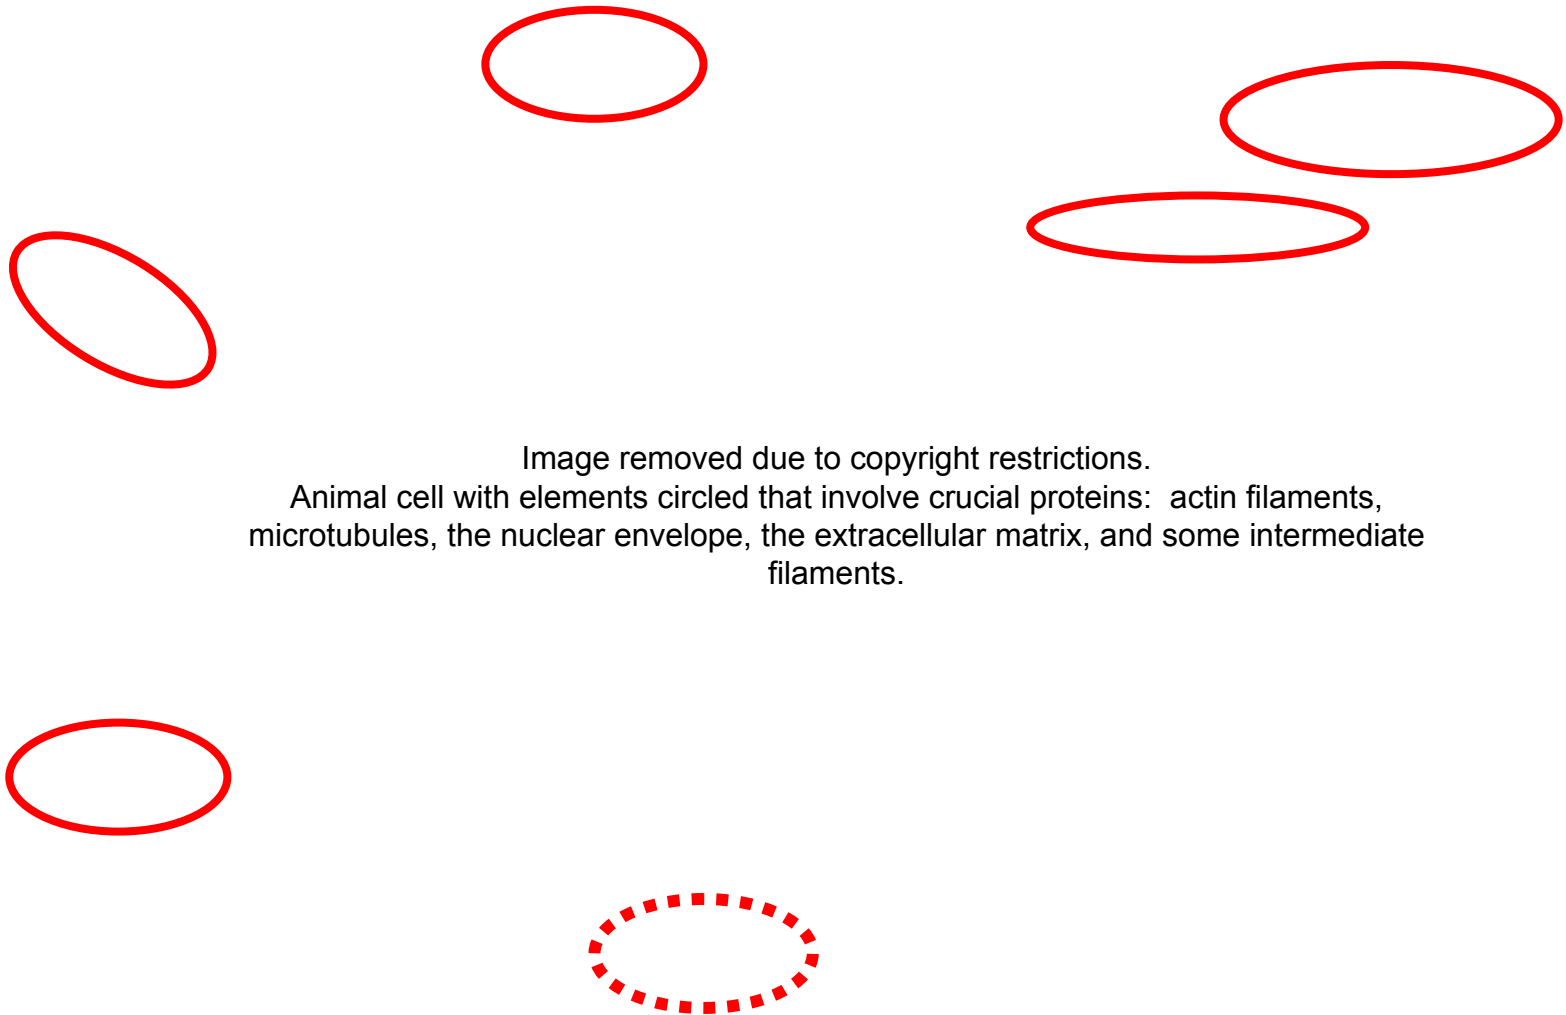 Image removed due to copyright restrictions.
Animal cell with elements circled that involve crucial proteins:  actin filaments,
microtubules, the nuclear envelope, the extracellular matrix, and some intermediate
filaments.